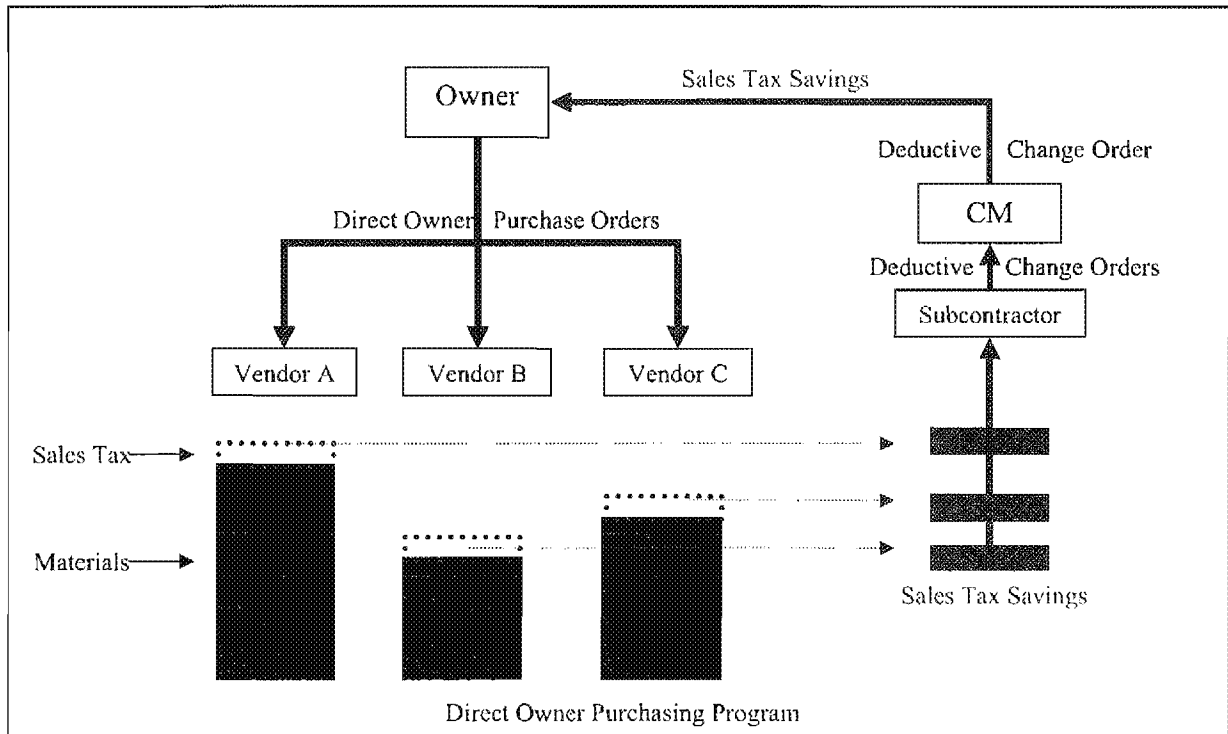 Sales Tax Savings
Owner
Deductive Change Order
CM
Direct Owner Purchase Orders
Deductive Change Orders
Subcontractor
Vendor A
Vendor B
Vendor C
Sales Tax
Materials
Sales Tax Savings
Direct Owner Purchasing Program